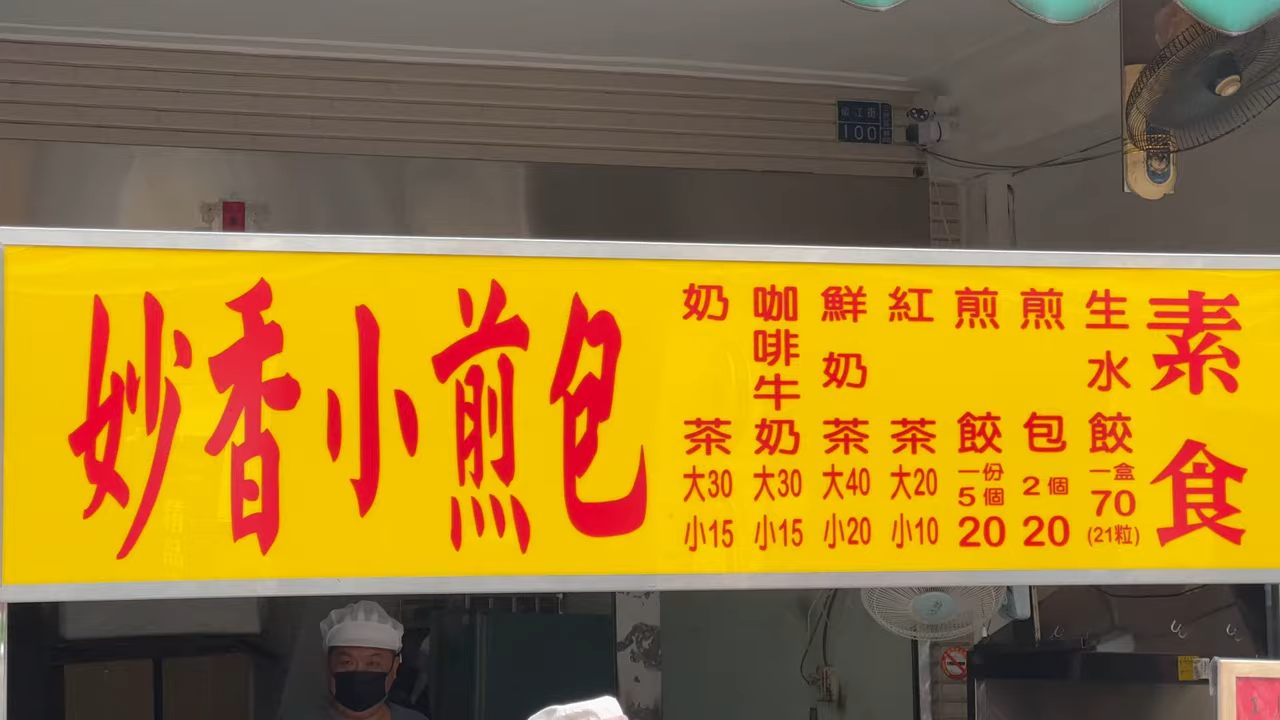 妙香小煎包
素食
生水餃 一盒 70 (21粒)
煎包 2個 20
煎餃 一份 5個 20
紅茶 大20 小10
鮮奶茶 大40 小20
咖啡牛奶 大30 小15
奶茶 大30 小15
100